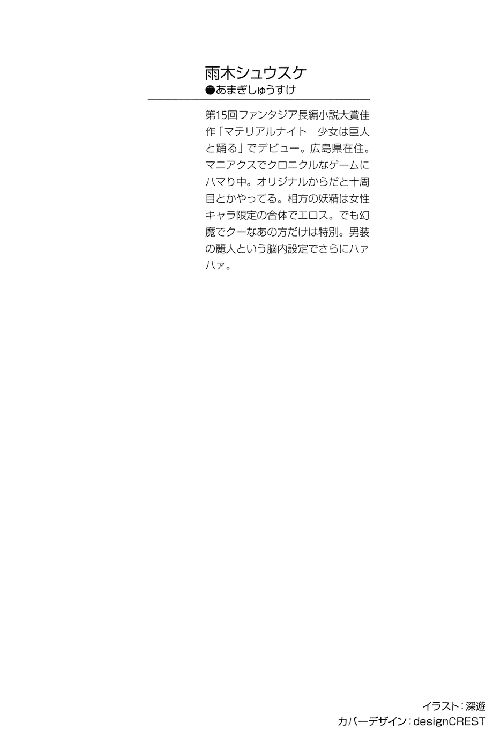 雨木シュウスケ
●あまぎしゅうすけ
第15回ファンタジア長編小説大賞佳
作「マテリアルナイト　少女は巨人
と踊る」でデビュー。広島県在住。
マニアクスでクロニクルなゲームに
ハマり中。オリジナルからだと十周
目とかやってる。相方の妖精は女性
キャラ限定の合体でエロス。でも幻
魔でクーなあの方だけは特別。男装
の麗人という脳内設定でさらにハァ
ハァ。
イラスト：深遊
カバーデザイン：designCREST